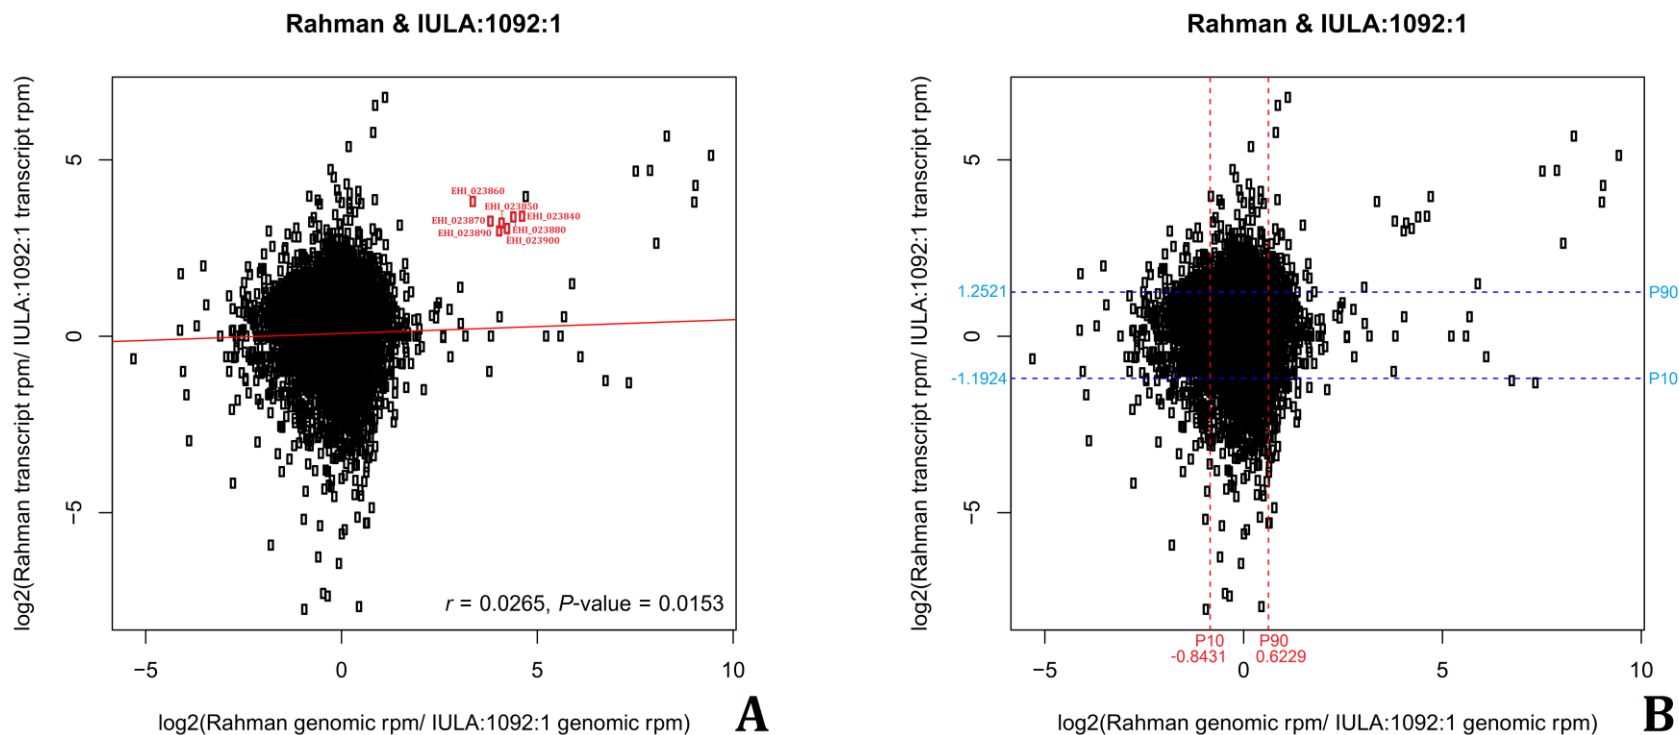 Rahman & IULA:1092:1
log2(Rahman transcript rpm/ IULA:1092:1 transcript rpm)
5
0
−5
EHI_023860
EHI_023850
EHI_023870
EHI_023840
EHI_023890
EHI_023880
EHI_023900
r = 0.0265, P-value = 0.0153
−5
0
5
10
log2(Rahman genomic rpm/ IULA:1092:1 genomic rpm)
A
Rahman & IULA:1092:1
log2(Rahman transcript rpm/ IULA:1092:1 transcript rpm)
5
1.2521
P90
0
-1.1924
P10
−5
P10
-0.8431
P90
0.6229
−5
0
5
10
log2(Rahman genomic rpm/ IULA:1092:1 genomic rpm)
B